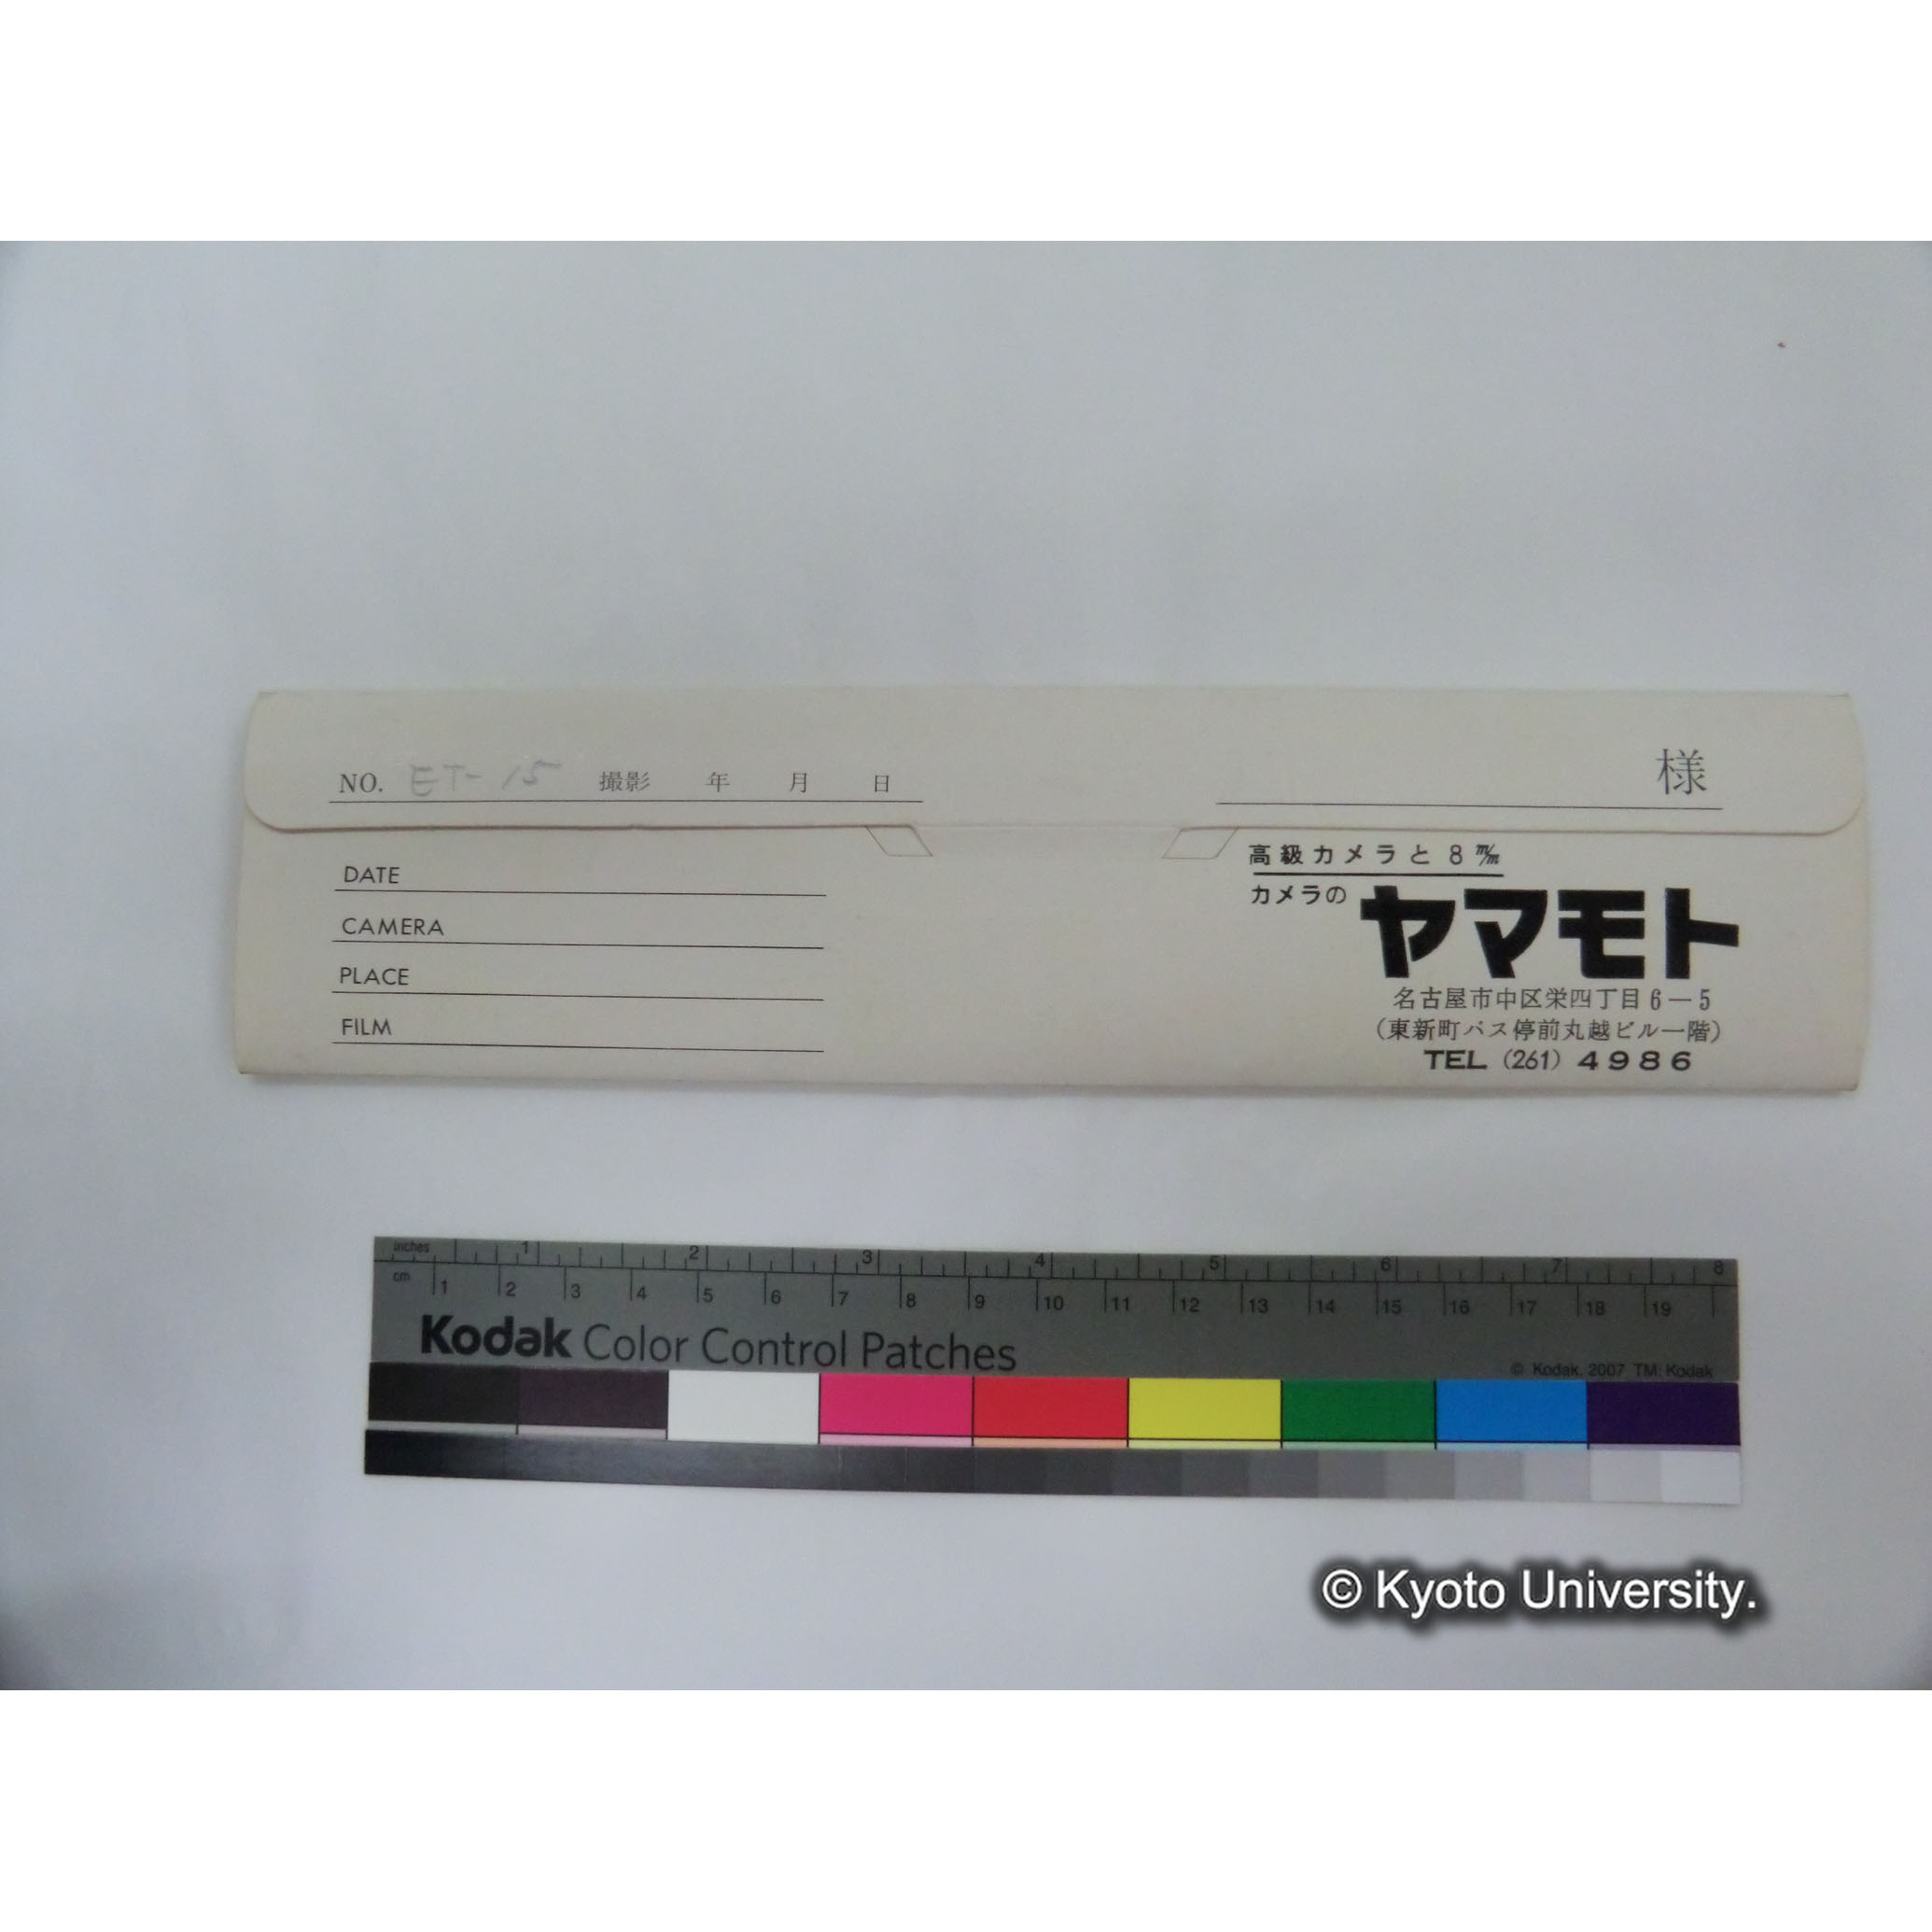 NO. ET-15 撮影 年 月 日
様
DATE
CAMERA
PLACE
FILM
高級カメラと8m/m
カメラのヤマモト
名古屋市中区栄四丁目6-5
(東新町バス停前丸越ビル一階)
TEL (261) 4986
inches 1 2 3 4 5 6 7 8
cm 1 2 3 4 5 6 7 8 9 10 11 12 13 14 15 16 17 18 19
Kodak Color Control Patches
© Kodak, 2007 TM: Kodak
© Kyoto University.